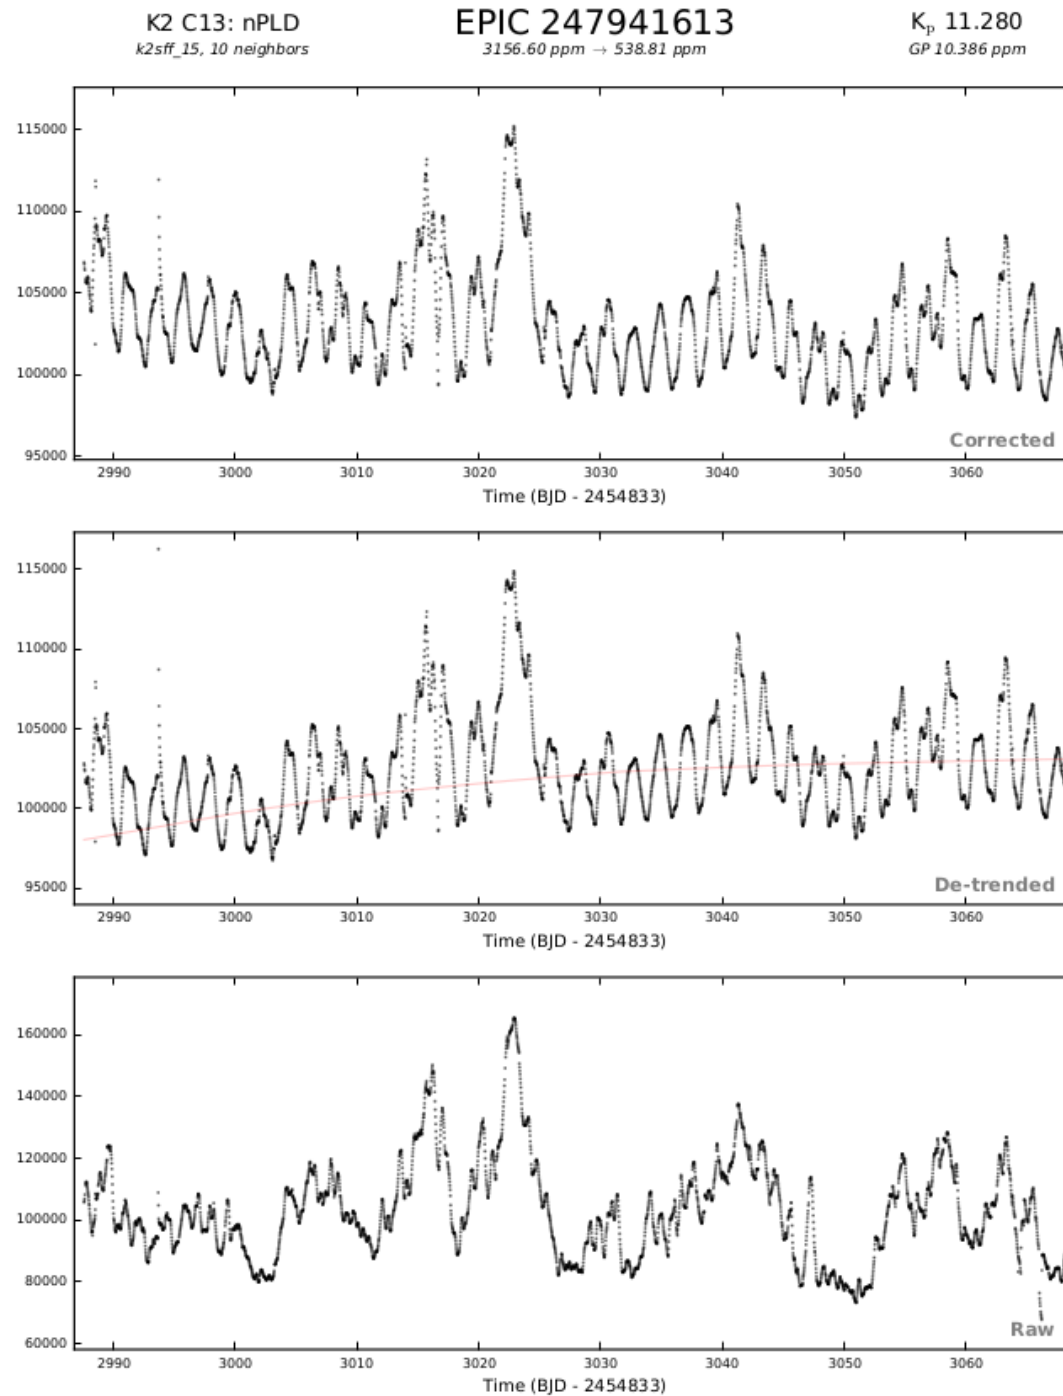 K2 C13: nPLD EPIC 247941613 Kp 11.280
k2sff_15, 10 neighbors 3156.60 ppm → 538.81 ppm GP 10.386 ppm
115000
110000
105000
100000
95000
Corrected
2990 3000 3010 3020 3030 3040 3050 3060
Time (BJD - 2454833)
115000
110000
105000
100000
95000
De-trended
2990 3000 3010 3020 3030 3040 3050 3060
Time (BJD - 2454833)
160000
140000
120000
100000
80000
60000
Raw
2990 3000 3010 3020 3030 3040 3050 3060
Time (BJD - 2454833)